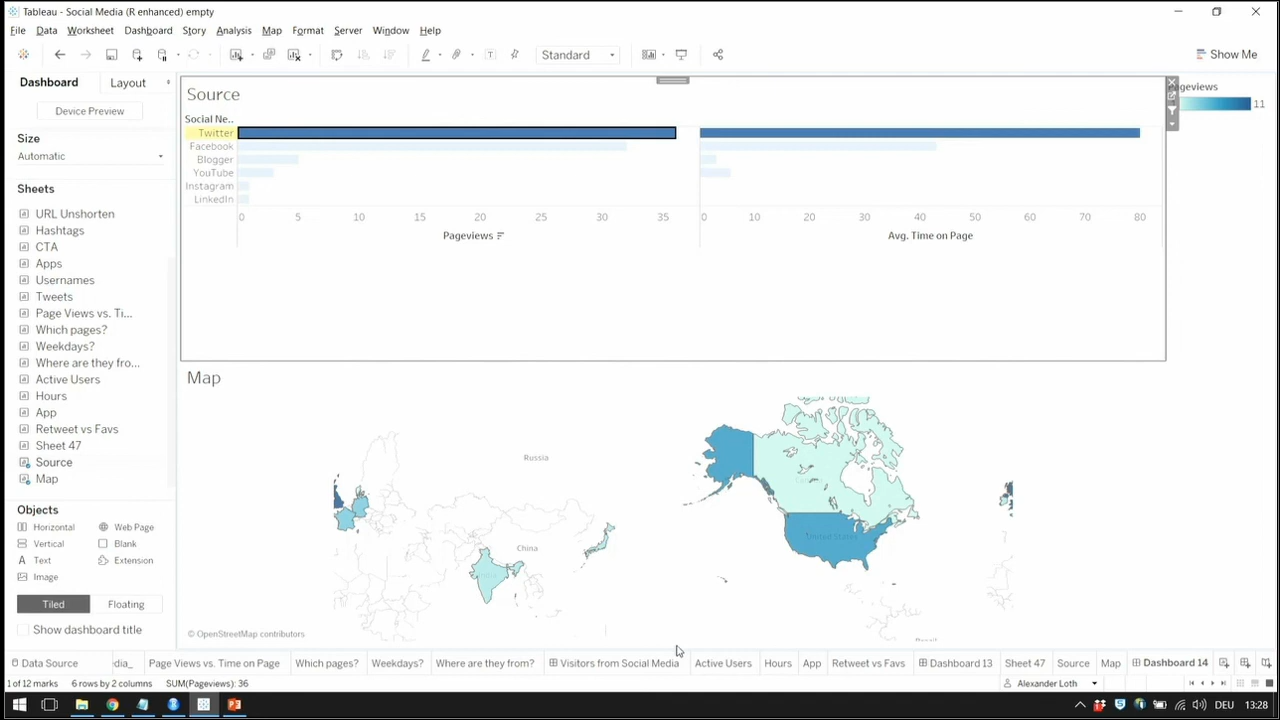 Tableau - Social Media (R enhanced) empty
File Data Worksheet Dashboard Story Analysis Map Format Server Window Help
Standard
Show Me
Dashboard Layout
Device Preview
Size
Automatic
Sheets
URL Unshorten
Hashtags
CTA
Apps
Usernames
Tweets
Page Views vs. Ti...
Which pages?
Weekdays?
Where are they fro...
Active Users
Hours
App
Retweet vs Favs
Sheet 47
Source
Map
Objects
Horizontal Web Page
Vertical Blank
Text Extension
Image
Tiled Floating
Show dashboard title
Source
Social Ne..
Twitter
Facebook
Blogger
YouTube
Instagram
LinkedIn
0 5 10 15 20 25 30 35 0 10 20 30 40 50 60 70 80
Pageviews Avg. Time on Page
ageviews
11
Map
Russia
China
United States
© OpenStreetMap contributors
Data Source dia_ Page Views vs. Time on Page Which pages? Weekdays? Where are they from? Visitors from Social Media Active Users Hours App Retweet vs Favs Dashboard 13 Sheet 47 Source Map Dashboard 14
1 of 12 marks 6 rows by 2 columns SUM(Pageviews): 36 Alexander Loth
DEU 13:28